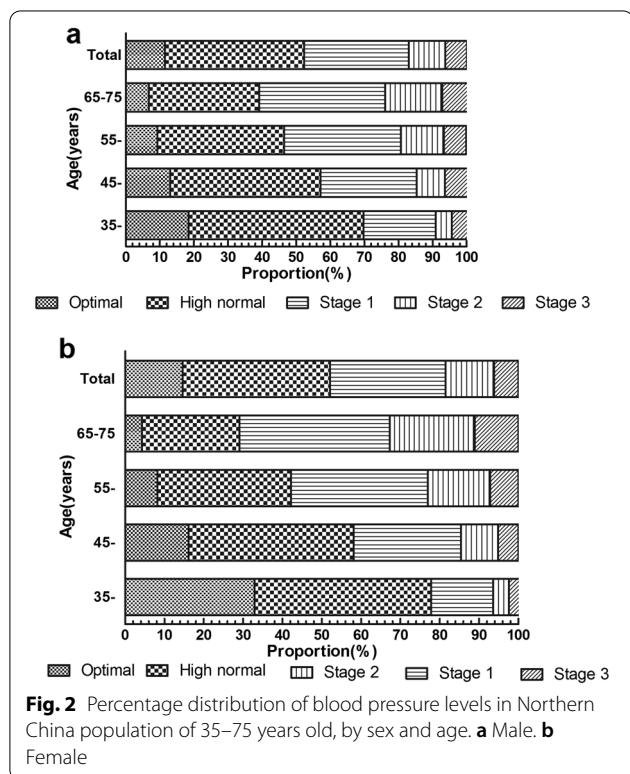 a
Total
65-75
55-
45-
35-
Age(years)
0 10 20 30 40 50 60 70 80 90 100
Proportion(%)
Optimal High normal Stage 1 Stage 2 Stage 3
b
Total
65-75
55-
45-
35-
Age(years)
0 10 20 30 40 50 60 70 80 90 100
Proportion(%)
Optimal High normal Stage 2 Stage 1 Stage 3
Fig. 2 Percentage distribution of blood pressure levels in Northern
China population of 35–75 years old, by sex and age. a Male. b
Female